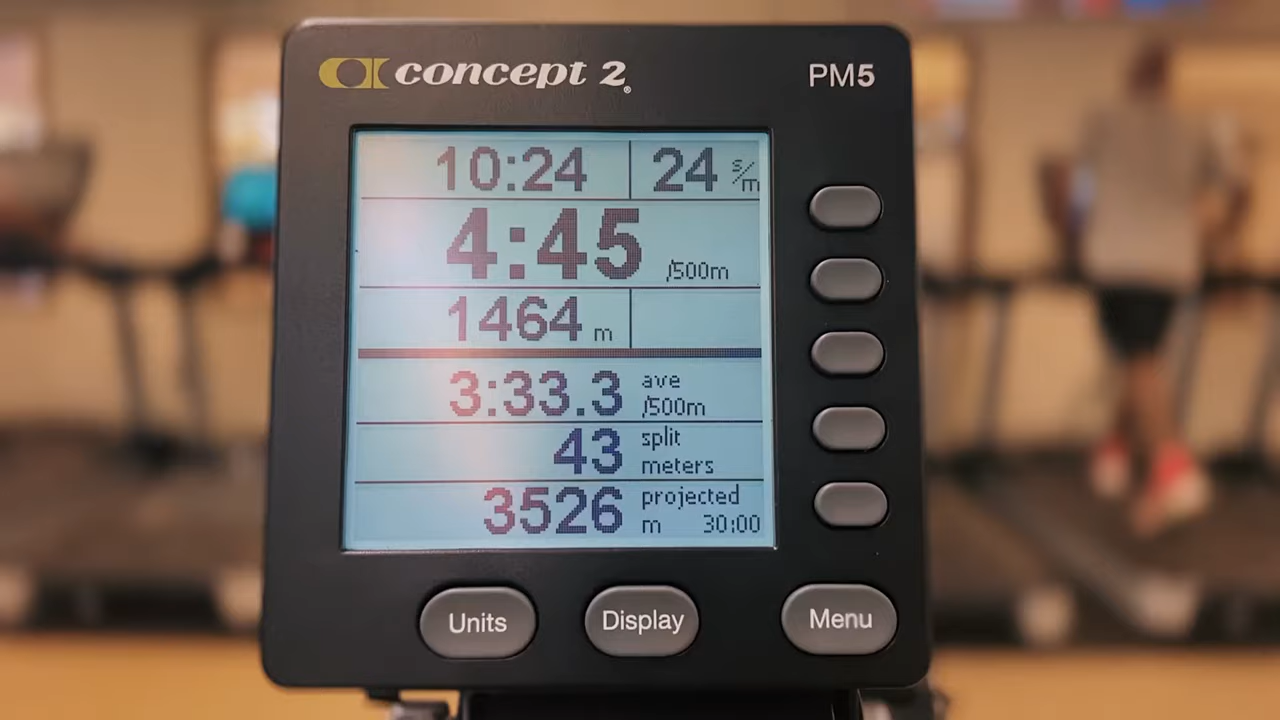 concept 2® PM5
10:24 24 s/m
4:45 /500m
1464 m
3:33.3 ave /500m
43 split meters
3526 projected m 30:00
Units Display Menu